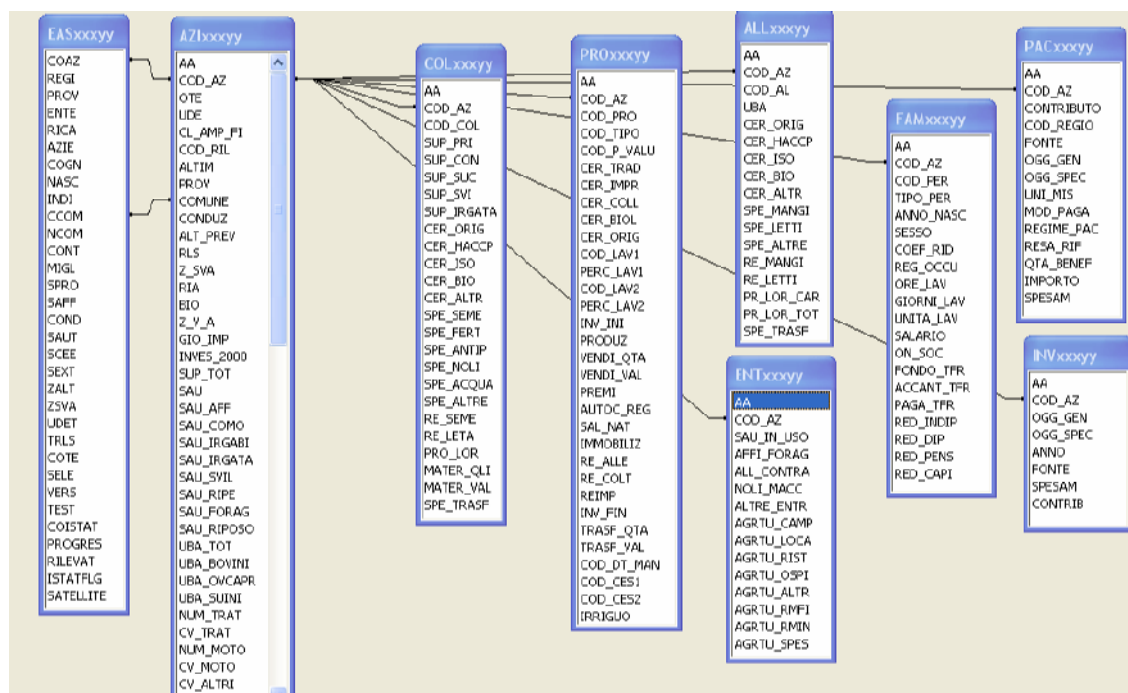 EASxxxyy
COAZ
REGI
PROV
ENTE
RICA
AZIE
COGN
NASC
INDI
CCOM
NCOM
CONT
MIGL
SPRO
SAFF
COND
SAUT
SCEE
SEXT
ZALT
ZSVA
UDET
TRLS
COTE
SELE
VERS
TEST
COISTAT
PROGRES
RILEVAT
ISTATFLG
SATELLITE
AZIxxxyy
AA
COD_AZ
OTE
UDE
CL_AMP_FI
COD_RIL
ALTIM
PROV
COMUNE
CONDUZ
ALT_PREV
RLS
Z_SVA
RIA
BIO
Z_V_A
GIO_IMP
INVES_2000
SUP_TOT
SAU
SAU_AFF
SAU_COMO
SAU_IRGABI
SAU_IRGATA
SAU_SVIL
SAU_RIPE
SAU_FORAG
SAU_RIPOSO
UBA_TOT
UBA_BOVINI
UBA_OVCAPR
UBA_SUINI
NUM_TRAT
CV_TRAT
NUM_MOTO
CV_MOTO
CV_ALTRI
COLxxxyy
AA
COD_AZ
COD_COL
SUP_PRI
SUP_CON
SUP_SUC
SUP_SVI
SUP_IRGATA
CER_ORIG
CER_HACCP
CER_ISO
CER_BIO
CER_ALTR
SPE_SEME
SPE_FERT
SPE_ANTIP
SPE_NOLI
SPE_ACQUA
SPE_ALTRE
RE_SEME
RE_LETA
PRO_LOR
MATER_QLI
MATER_VAL
SPE_TRASF
PROxxxyy
AA
COD_AZ
COD_PRO
COD_TIPO
COD_P_VALU
CER_TRAD
CER_IMPR
CER_COLL
CER_BIOL
CER_ORIG
COD_LAV1
PERC_LAV1
COD_LAV2
PERC_LAV2
INV_INI
PRODUZ
VENDI_QTA
VENDI_VAL
PREMI
AUTOC_REG
SAL_NAT
IMMOBILIZ
RE_ALLE
RE_COLT
REIMP
INV_FIN
TRASF_QTA
TRASF_VAL
COD_DT_MAN
COD_CES1
COD_CES2
IRRIGUO
ALLxxxyy
AA
COD_AZ
COD_AL
UBA
CER_ORIG
CER_HACCP
CER_ISO
CER_BIO
CER_ALTR
SPE_MANGI
SPE_LETTI
SPE_ALTRE
RE_MANGI
RE_LETTI
PR_LOR_CAR
PR_LOR_TOT
SPE_TRASF
ENTxxxyy
AA
COD_AZ
SAU_IN_USO
AFFI_FORAG
ALL_CONTRA
NOLI_MACC
ALTRE_ENTR
AGRTU_CAMP
AGRTU_LOCA
AGRTU_RIST
AGRTU_OSPI
AGRTU_ALTR
AGRTU_RMFI
AGRTU_RMIN
AGRTU_SPES
FAMxxxyy
AA
COD_AZ
COD_PER
TIPO_PER
ANNO_NASC
SESSO
COEF_RID
REG_OCCU
ORE_LAV
GIORNI_LAV
UNITA_LAV
SALARIO
ON_SOC
FONDO_TFR
ACCANT_TFR
PAGA_TFR
RED_INDIP
RED_DIP
RED_PENS
RED_CAPI
PACxxxyy
AA
COD_AZ
CONTRIBUTO
COD_REGIO
FONTE
OGG_GEN
OGG_SPEC
UNI_MIS
MOD_PAGA
REGIME_PAC
RESA_RIF
QTA_BENEF
IMPORTO
SPESAM
INVxxxyy
AA
COD_AZ
OGG_GEN
OGG_SPEC
ANNO
FONTE
SPESAM
CONTRIB